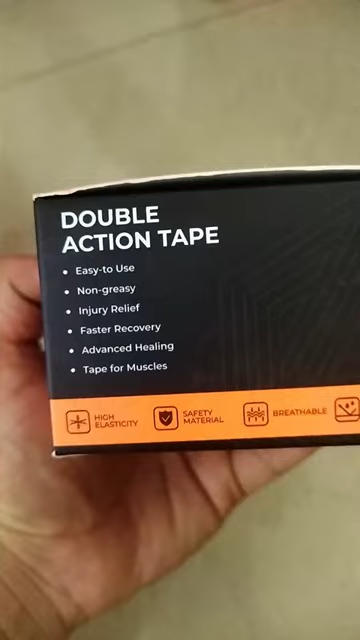 DOUBLE
ACTION TAPE
• Easy-to Use
• Non-greasy
• Injury Relief
• Faster Recovery
• Advanced Healing
• Tape for Muscles
HIGH
ELASTICITY
SAFETY
MATERIAL
BREATHABLE